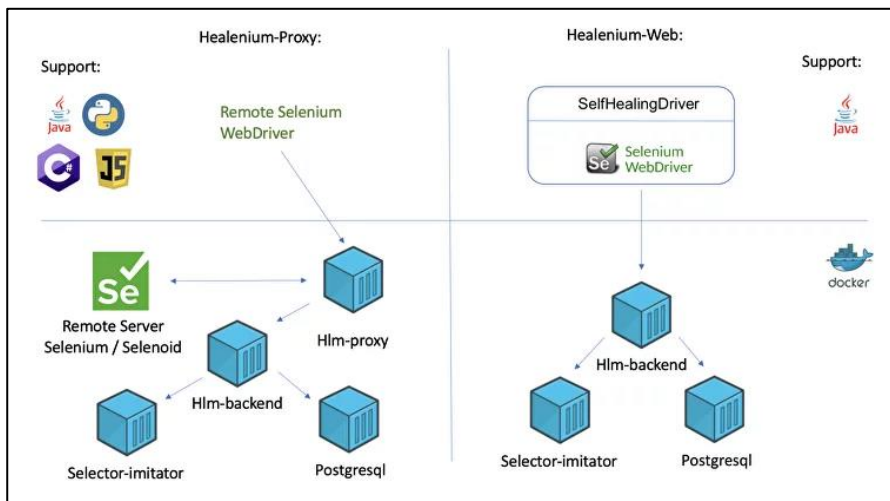 Healenium-Proxy:
Support:
Java
C#
JS
Remote Selenium
WebDriver
Se
Remote Server
Selenium / Selenoid
Hlm-proxy
Hlm-backend
Selector-imitator
Postgresql
Healenium-Web:
Support:
SelfHealingDriver
Se
Selenium
WebDriver
Java
docker
Hlm-backend
Selector-imitator
Postgresql